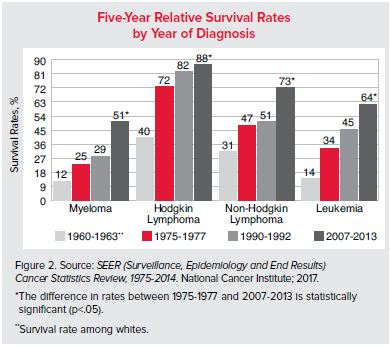 Five-Year Relative Survival Rates
by Year of Diagnosis
Survival Rates, %
90
81
72
63
54
45
36
27
18
9
0
12
25
29
51*
40
72
82
88*
31
47
51
73*
14
34
45
64*
Myeloma
Hodgkin
Lymphoma
Non-Hodgkin
Lymphoma
Leukemia
1960-1963**
1975-1977
1990-1992
2007-2013
Figure 2. Source: SEER (Surveillance, Epidemiology and End Results)
Cancer Statistics Review, 1975-2014. National Cancer Institute; 2017.
*The difference in rates between 1975-1977 and 2007-2013 is statistically
significant (p<.05).
**Survival rate among whites.